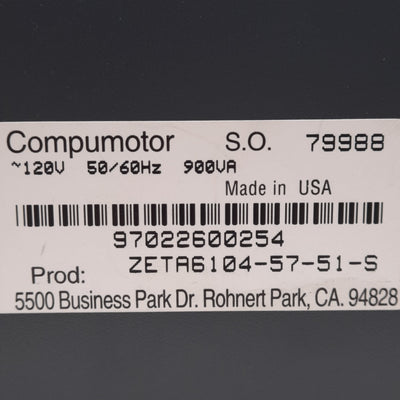 Compumotor S.O. 79988
~120V 50/60Hz 900VA
Made in USA
97022600254
Prod: ZETA6104-57-51-S
5500 Business Park Dr. Rohnert Park, CA. 94828